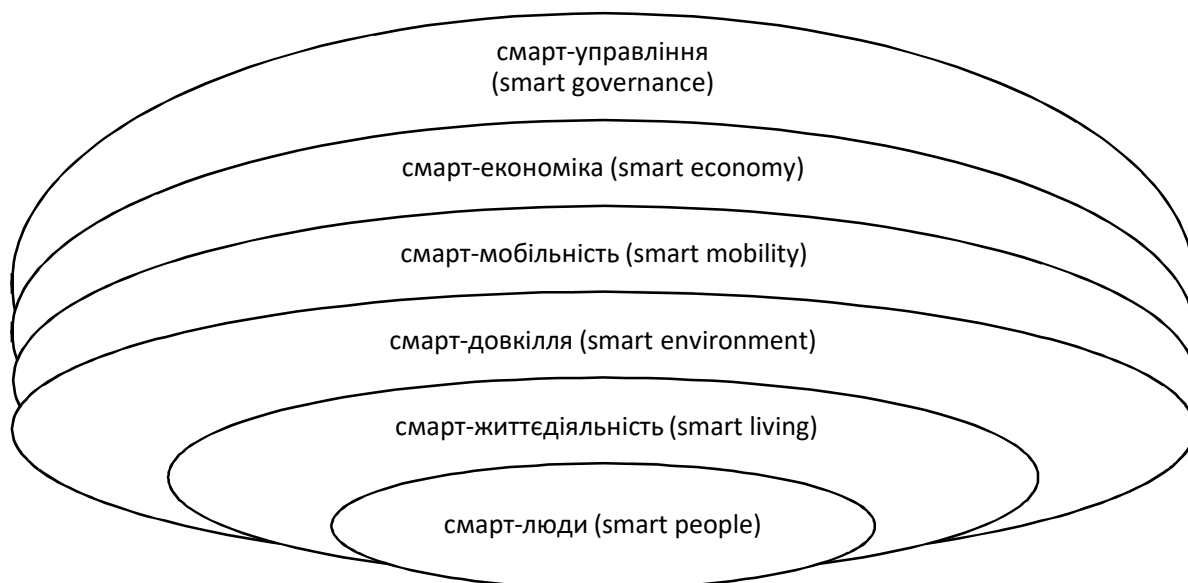 смарт-управління
(smart governance)
смарт-економіка (smart economy)
смарт-мобільність (smart mobility)
смарт-довкілля (smart environment)
смарт-життєдіяльність (smart living)
смарт-люди (smart people)